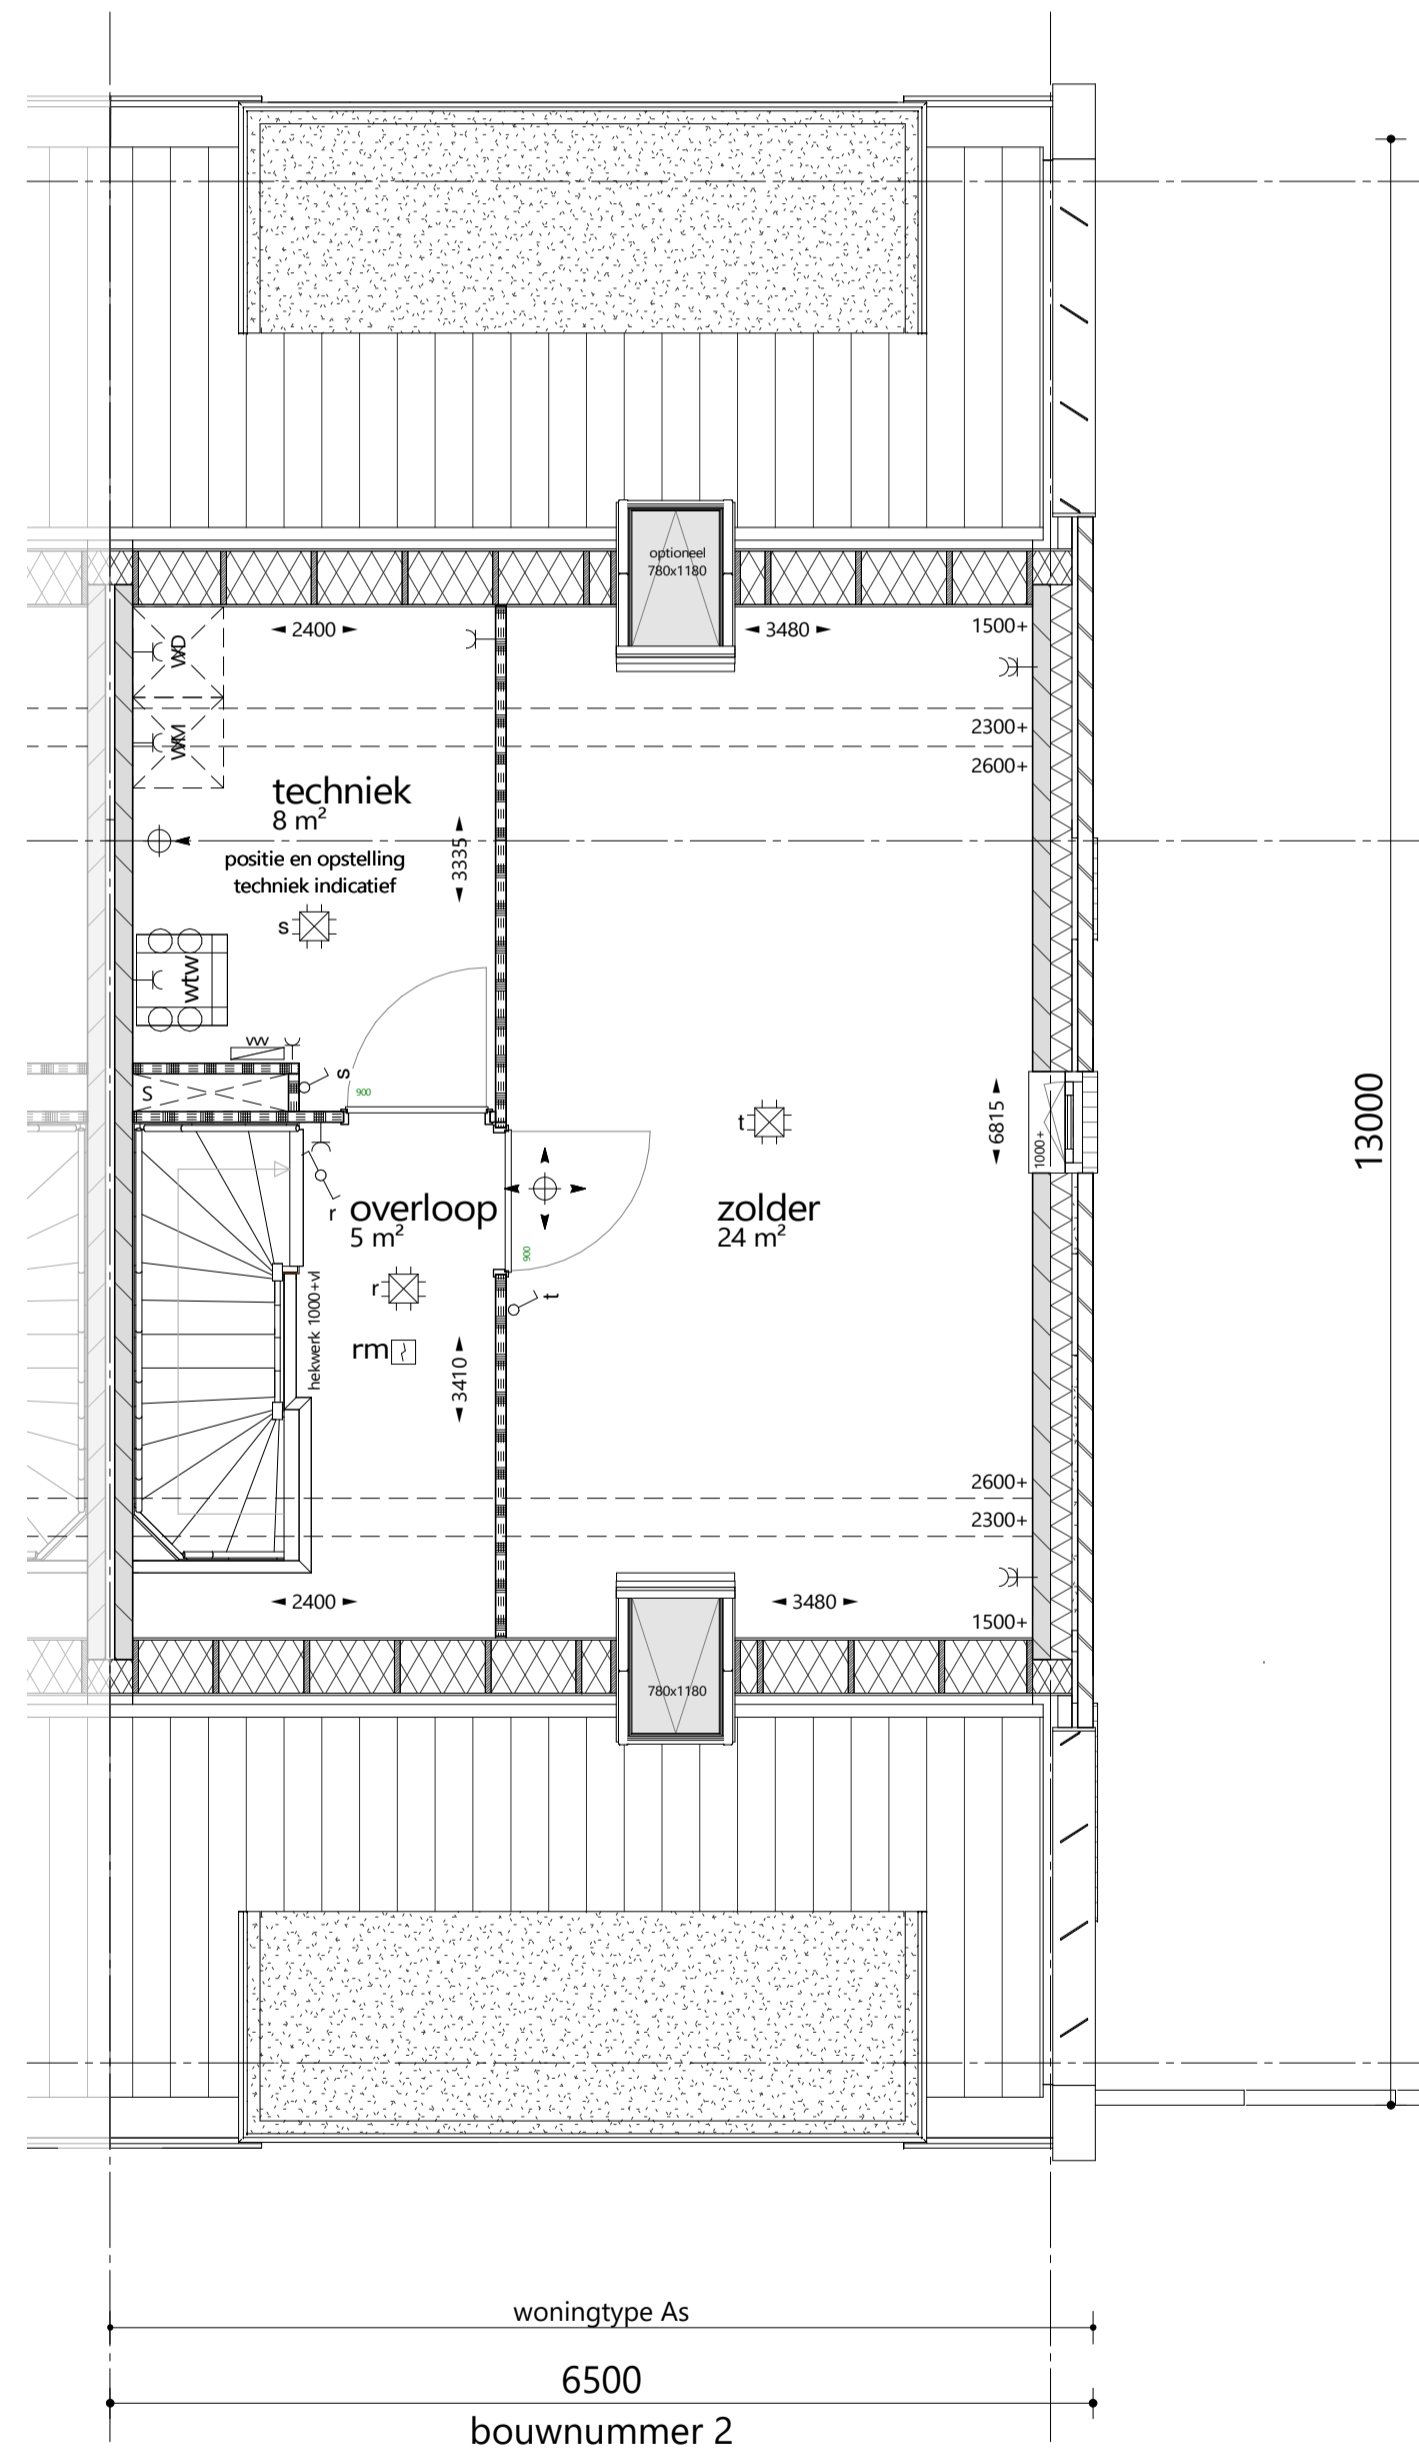 optioneel
780x1180
2400
3480
1500+
WD
2300+
WM
2600+
techniek
8 m²
3335
positie en opstelling
techniek indicatief
s
wtw
vw
s
S
900
t
6815
1000+
13000
r
overloop
5 m²
zolder
24 m²
900
r
t
hekwerk 1000+vl
rm
3410
2600+
2300+
2400
3480
1500+
780x1180
woningtype As
6500
bouwnummer 2